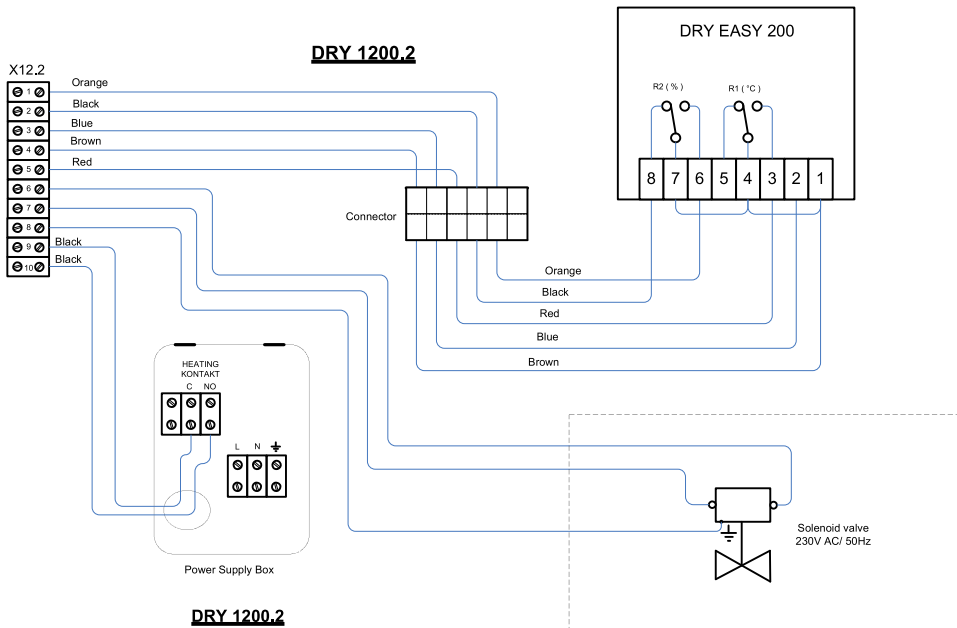 DRY 1200.2
DRY EASY 200
R2 ( % )
R1 ( °C )
8 7 6 5 4 3 2 1
X12.2
1 Orange
2 Black
3 Blue
4 Brown
5 Red
6
7
8
9 Black
10 Black
Connector
Orange
Black
Red
Blue
Brown
HEATING
KONTAKT
C NO
L N
Solenoid valve
230V AC/ 50Hz
Power Supply Box
DRY 1200.2